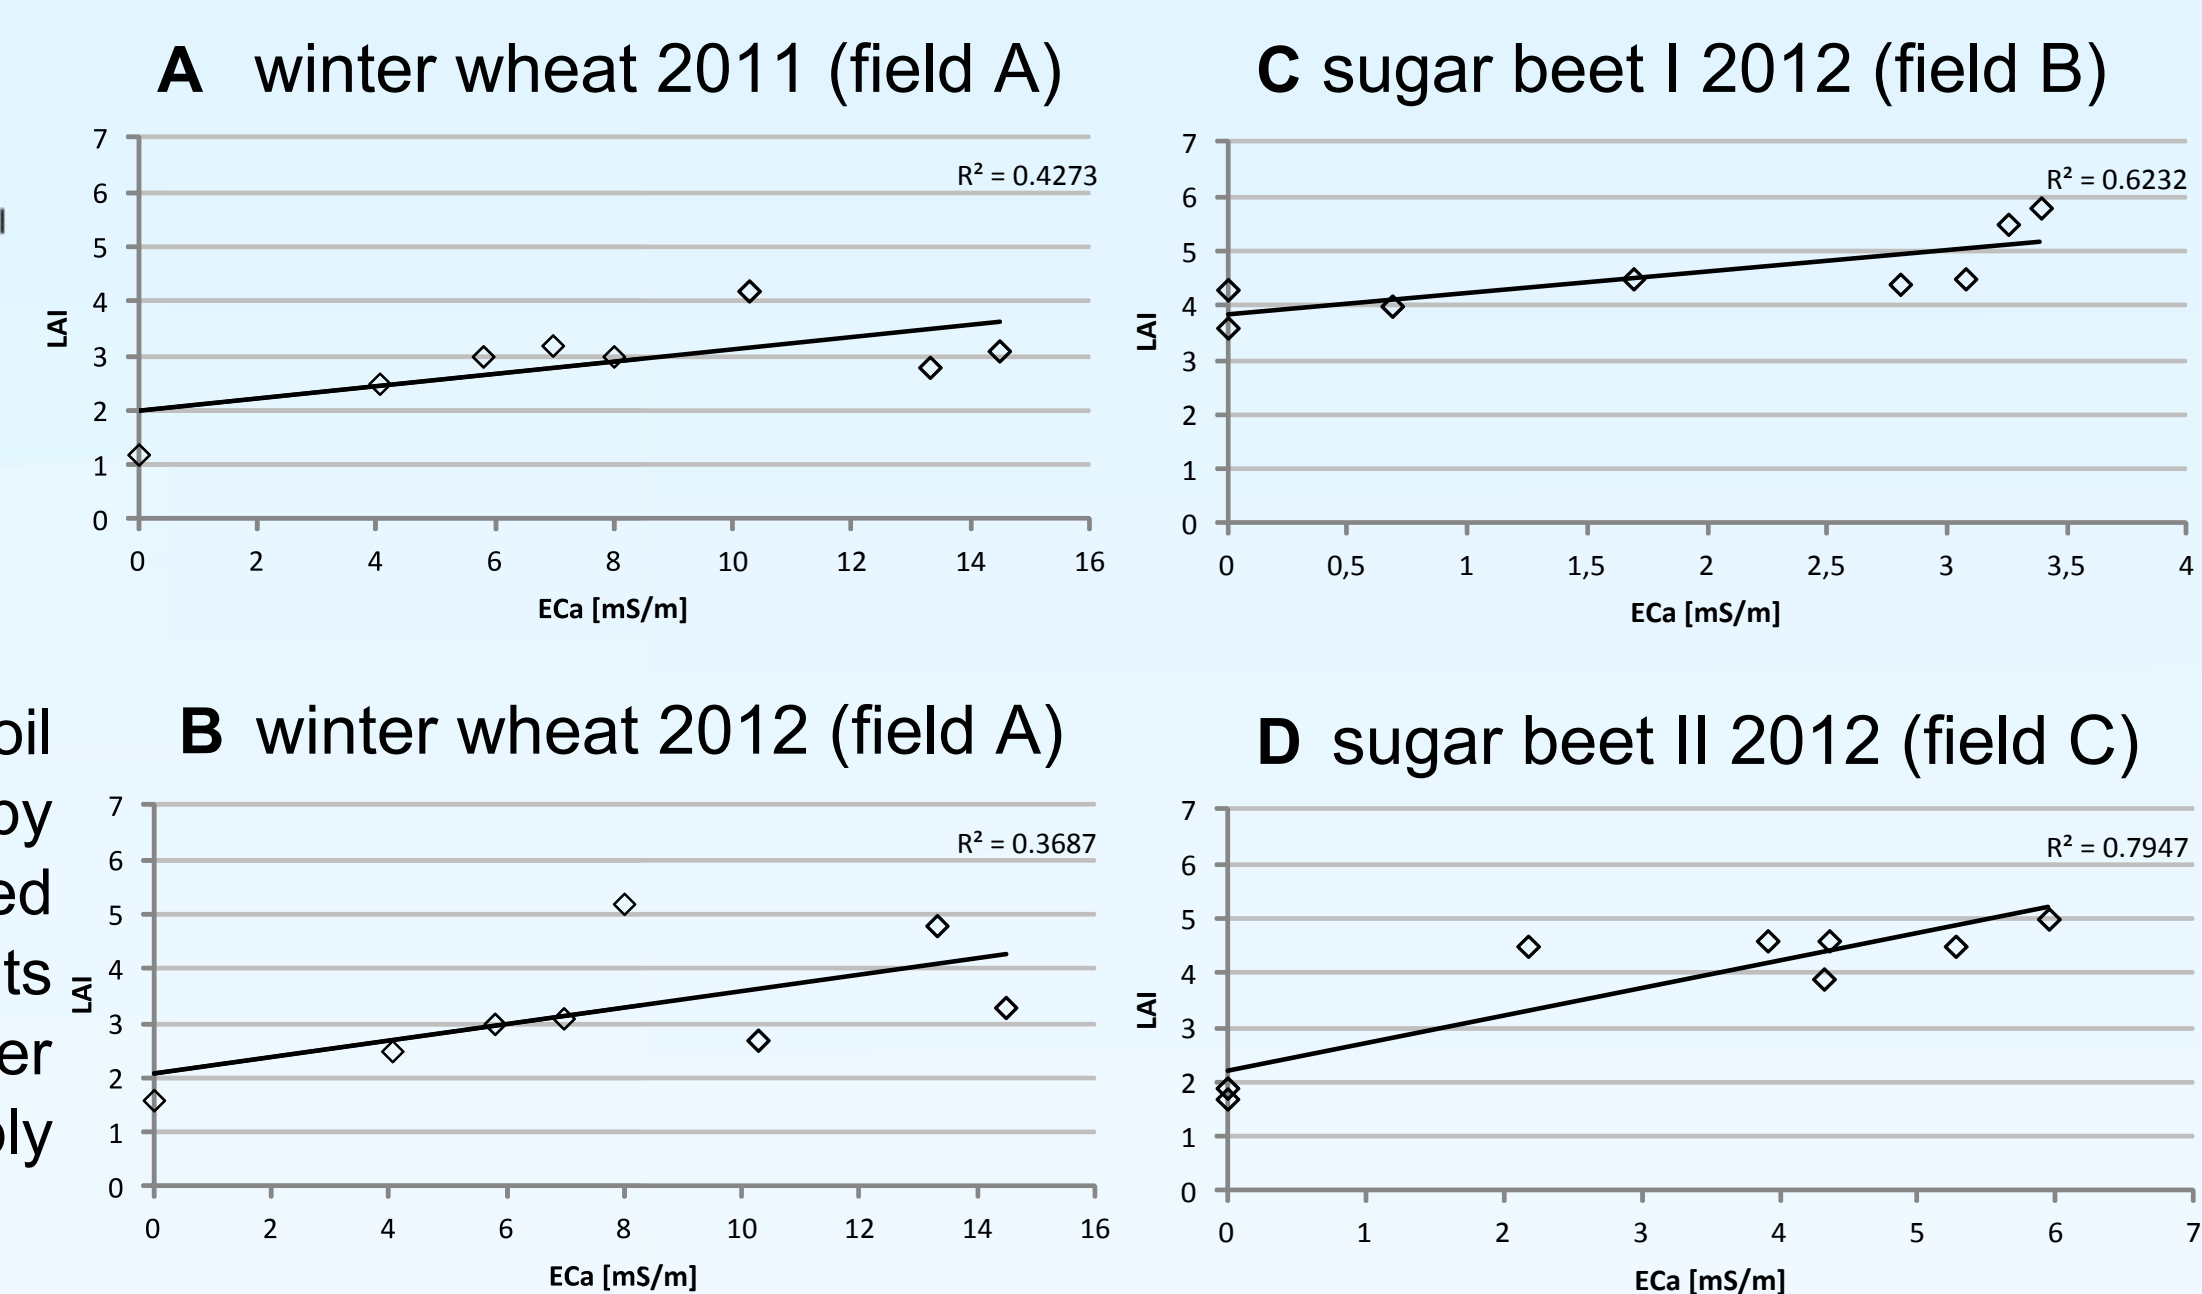 A winter wheat 2011 (field A)
7
6
5
4
3
2
1
0
LAI
R² = 0.4273
0 2 4 6 8 10 12 14 16
ECa [mS/m]
C sugar beet I 2012 (field B)
7
6
5
4
3
2
1
0
LAI
R² = 0.6232
0 0,5 1 1,5 2 2,5 3 3,5 4
ECa [mS/m]
oil
by
ed
ts
er
ply
B winter wheat 2012 (field A)
7
6
5
4
3
2
1
0
LAI
R² = 0.3687
0 2 4 6 8 10 12 14 16
ECa [mS/m]
D sugar beet II 2012 (field C)
7
6
5
4
3
2
1
0
LAI
R² = 0.7947
0 1 2 3 4 5 6 7
ECa [mS/m]